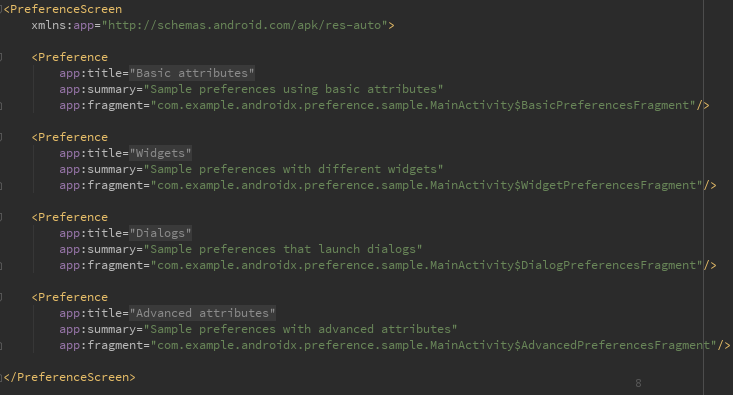 <PreferenceScreen
xmlns:app="http://schemas.android.com/apk/res-auto">
<Preference
app:title="Basic attributes"
app:summary="Sample preferences using basic attributes"
app:fragment="com.example.androidx.preference.sample.MainActivity$BasicPreferencesFragment"/>
<Preference
app:title="Widgets"
app:summary="Sample preferences with different widgets"
app:fragment="com.example.androidx.preference.sample.MainActivity$WidgetPreferencesFragment"/>
<Preference
app:title="Dialogs"
app:summary="Sample preferences that launch dialogs"
app:fragment="com.example.androidx.preference.sample.MainActivity$DialogPreferencesFragment"/>
<Preference
app:title="Advanced attributes"
app:summary="Sample preferences with advanced attributes"
app:fragment="com.example.androidx.preference.sample.MainActivity$AdvancedPreferencesFragment"/>
</PreferenceScreen>
8